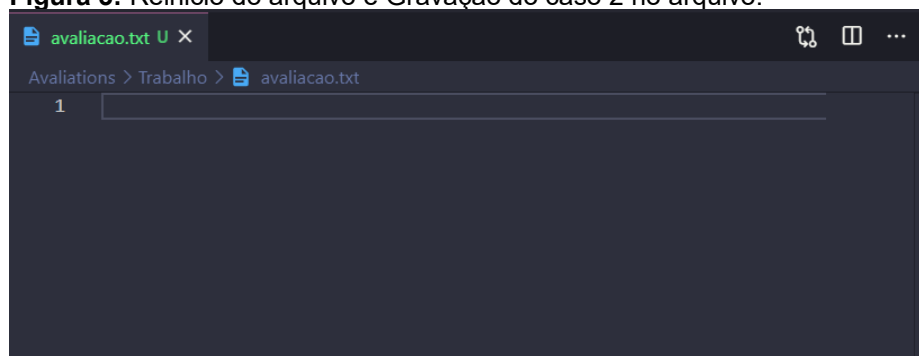 Figura 3. Reinício do arquivo e Gravação do caso 2 no arquivo.
avaliacao.txt U
Avaliations > Trabalho > avaliacao.txt
1